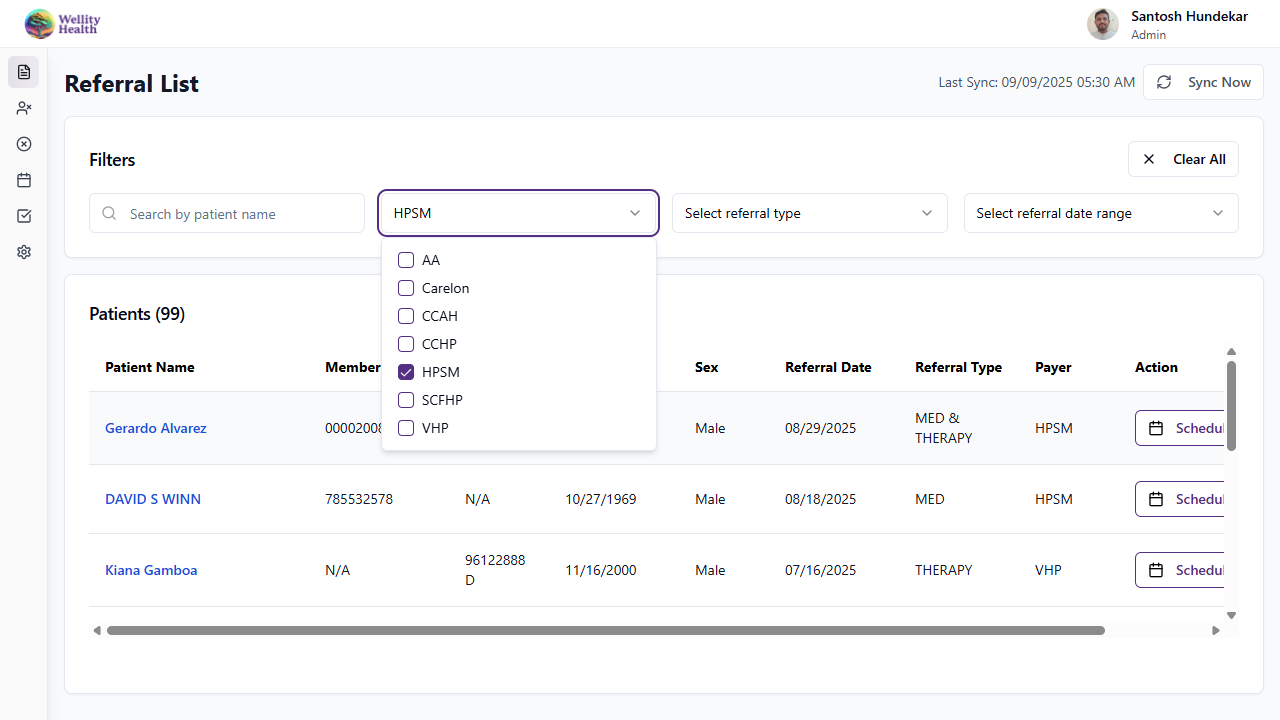 Wellity
Health
Santosh Hundekar
Admin
Referral List
Last Sync: 09/09/2025 05:30 AM
Sync Now
Filters
Clear All
Search by patient name
HPSM
Select referral type
Select referral date range
AA
Carelon
CCAH
CCHP
HPSM
SCFHP
VHP
Patients (99)
Patient Name Member Sex Referral Date Referral Type Payer Action
Gerardo Alvarez 00002008 Male 08/29/2025 MED & THERAPY HPSM Schedul
DAVID S WINN 785532578 N/A 10/27/1969 Male 08/18/2025 MED HPSM Schedul
Kiana Gamboa N/A 96122888D 11/16/2000 Male 07/16/2025 THERAPY VHP Schedul